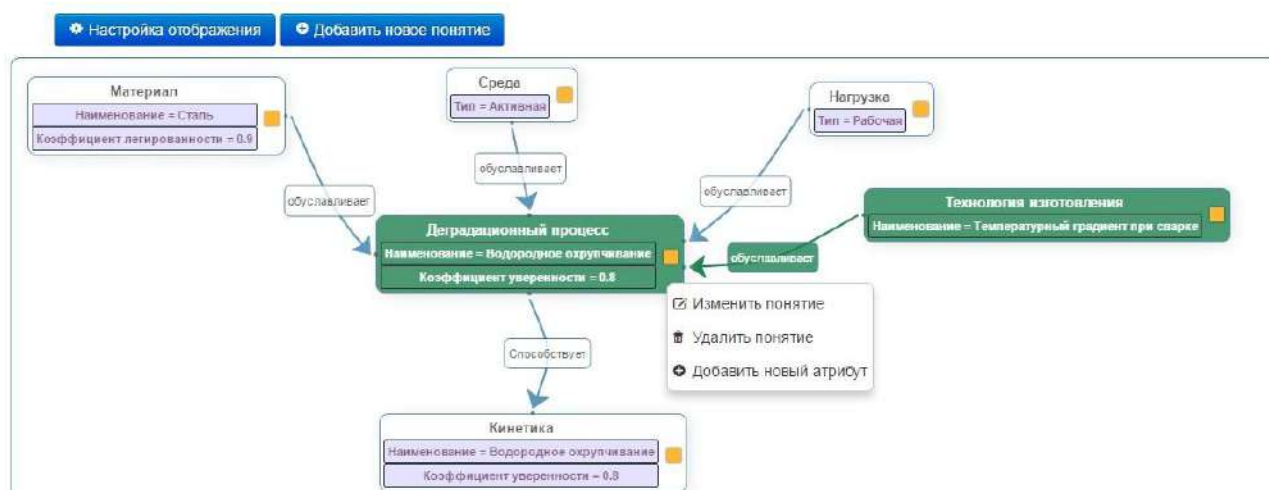 Настройка отображения
Добавить новое понятие
Материал
Наименование = Сталь
Коэффициент легированности = 0.9
Среда
Тип = Активная
Нагрузка
Тип = Рабочая
обуславливает
обуславливает
обуславливает
Технология изготовления
Наименование = Температурный градиент при сварке
Деградационный процесс
Наименование = Водородное охрупчивание
Коэффициент уверенности = 0.8
обуславливает
Изменить понятие
Удалить понятие
Добавить новый атрибут
Способствует
Кинетика
Наименование = Водородное охрупчивание
Коэффициент уверенности = 0.8